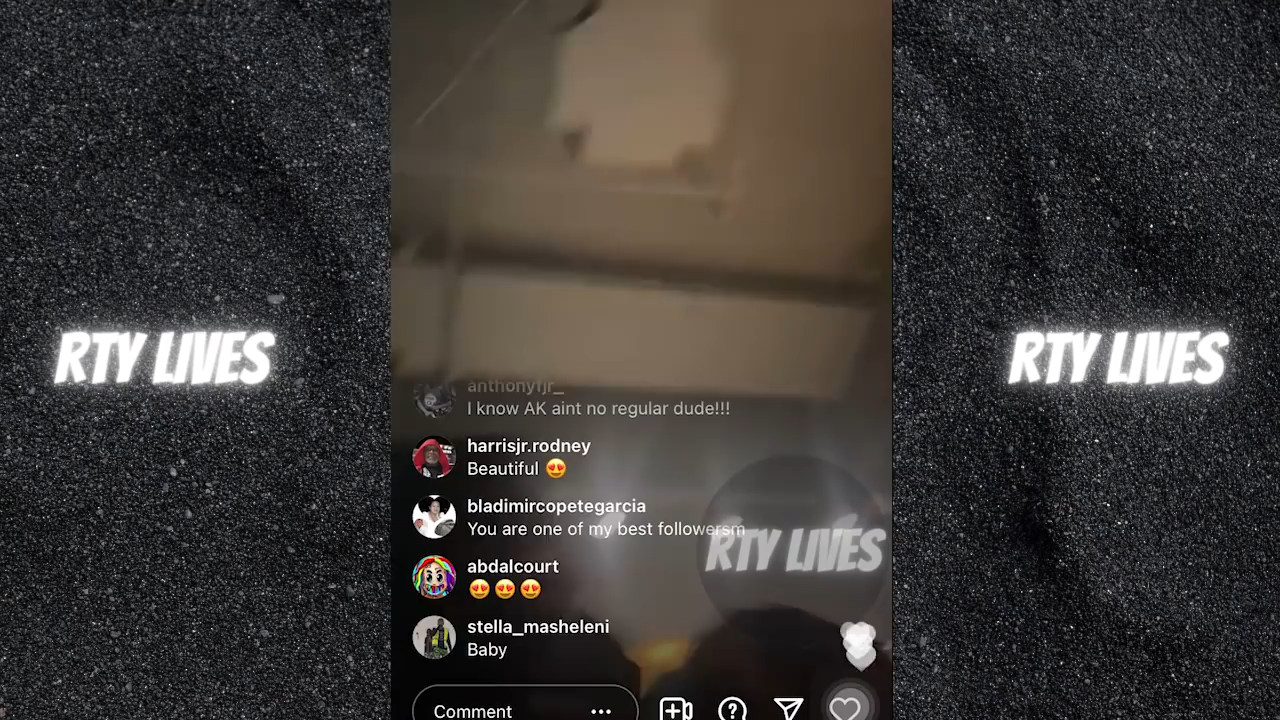 RTY LIVES
RTY LIVES
anthonyfjr_
I know AK aint no regular dude!!!
harrisjr.rodney
Beautiful 😍
bladimircopetegarcia
You are one of my best followersm
RTY LIVES
abdalcourt
😍😍😍
stella_masheleni
Baby
Comment